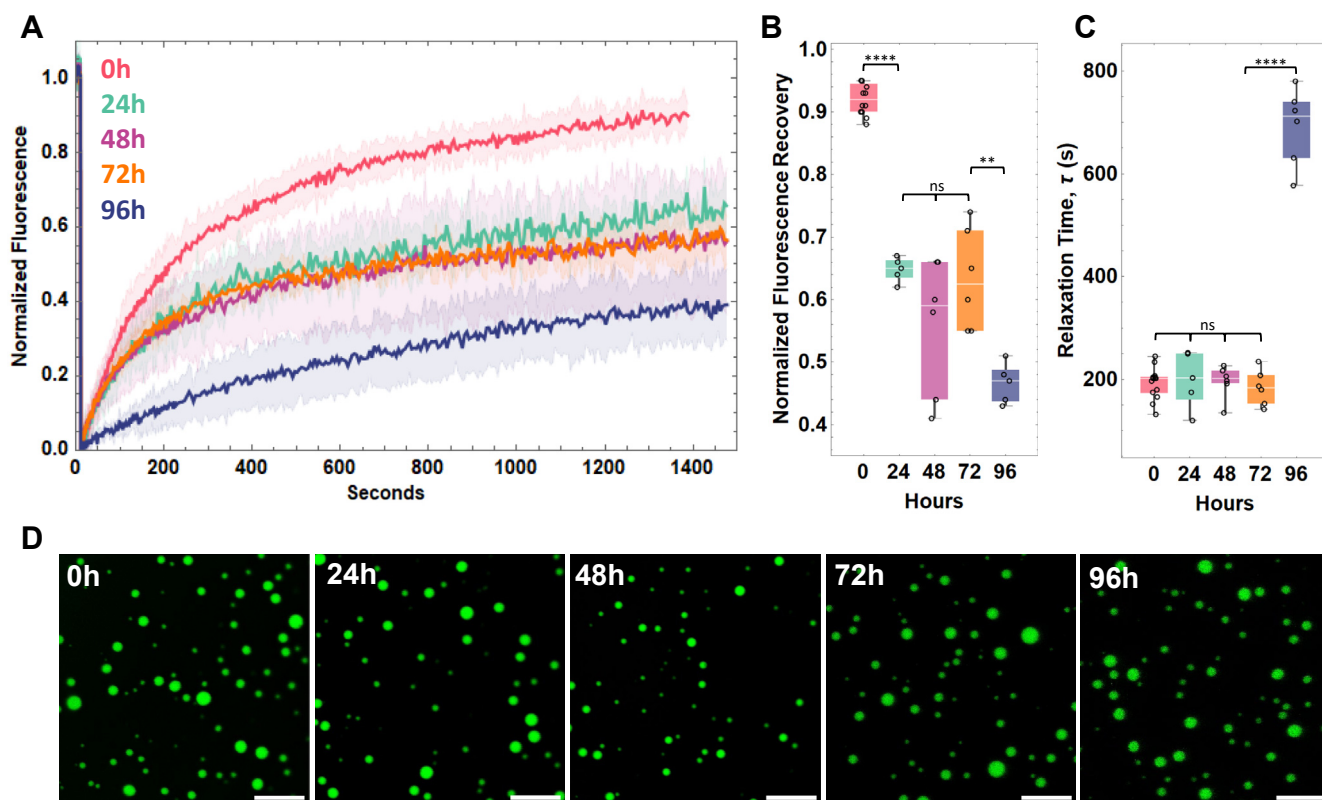 A
0h
24h
48h
72h
96h
Normalized Fluorescence
1.0
0.8
0.6
0.4
0.2
0.0
0
200
400
600
800
1000
1200
1400
Seconds
B
****
ns
**
Normalized Fluorescence Recovery
1.0
0.9
0.8
0.7
0.6
0.5
0.4
0
24
48
72
96
Hours
C
****
ns
Relaxation Time, τ (s)
800
600
400
200
0
24
48
72
96
Hours
D
0h
24h
48h
72h
96h